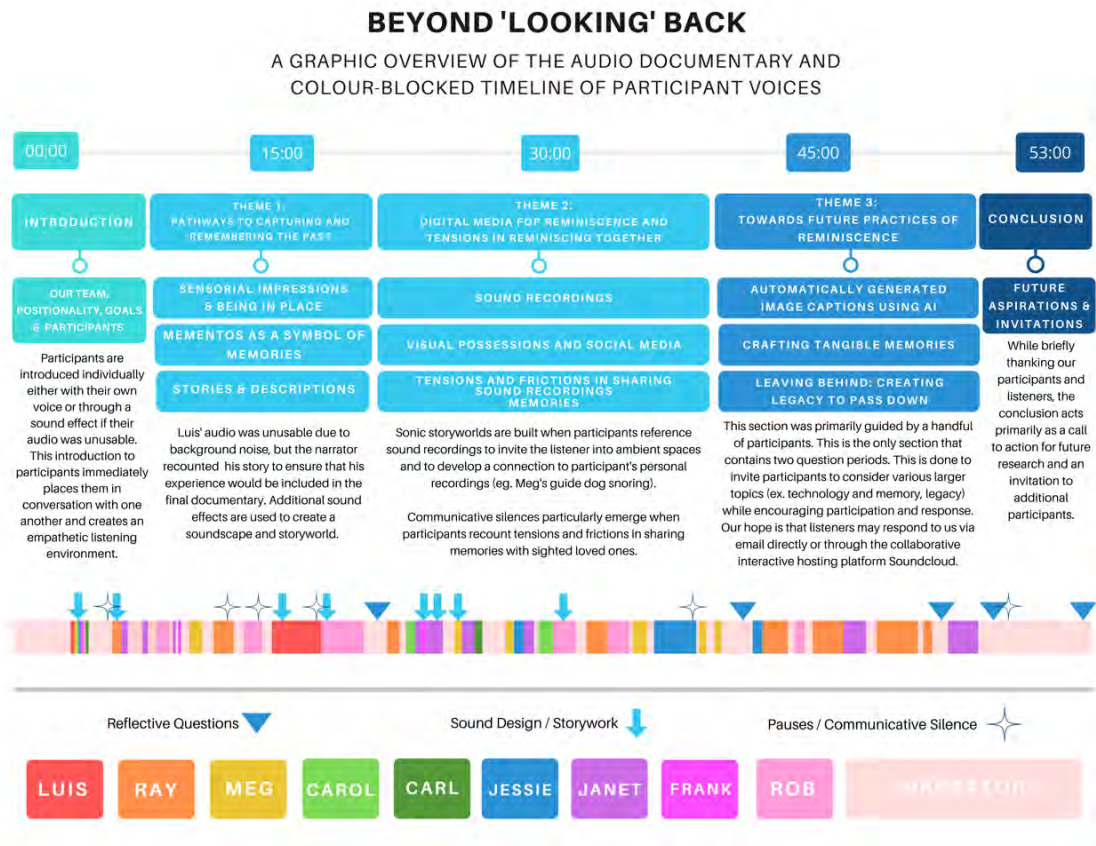 BEYOND 'LOOKING' BACK
A GRAPHIC OVERVIEW OF THE AUDIO DOCUMENTARY AND
COLOUR-BLOCKED TIMELINE OF PARTICIPANT VOICES
00:00
15:00
30:00
45:00
53:00
INTRODUCTION
THEME 1:
PATHWAYS TO CAPTURING AND
REMEMBERING THE PAST
THEME 2:
DIGITAL MEDIA FOR REMINISCENCE AND
TENSIONS IN REMINISCING TOGETHER
THEME 3:
TOWARDS FUTURE PRACTICES OF
REMINISCENCE
CONCLUSION
OUR TEAM,
POSITIONALITY, GOALS
& PARTICIPANTS
Participants are
introduced individually
either with their own
voice or through a
sound effect if their
audio was unusable.
This introduction to
participants immediately
places them in
conversation with one
another and creates an
empathetic listening
environment.
SENSORIAL IMPRESSIONS
& BEING IN PLACE
MEMENTOS AS A SYMBOL OF
MEMORIES
STORIES & DESCRIPTIONS
Luis' audio was unusable due to
background noise, but the narrator
recounted his story to ensure that his
experience would be included in the
final documentary. Additional sound
effects are used to create a
soundscape and storyworld.
SOUND RECORDINGS
VISUAL POSSESSIONS AND SOCIAL MEDIA
TENSIONS AND FRICTIONS IN SHARING
SOUND RECORDINGS
MEMORIES
Sonic storyworlds are built when participants reference
sound recordings to invite the listener into ambient spaces
and to develop a connection to participant's personal
recordings (eg. Meg's guide dog snoring).
Communicative silences particularly emerge when
participants recount tensions and frictions in sharing
memories with sighted loved ones.
AUTOMATICALLY GENERATED
IMAGE CAPTIONS USING AI
CRAFTING TANGIBLE MEMORIES
LEAVING BEHIND: CREATING
LEGACY TO PASS DOWN
This section was primarily guided by a handful
of participants. This is the only section that
contains two question periods. This is done to
invite participants to consider various larger
topics (ex. technology and memory, legacy)
while encouraging participation and response.
Our hope is that listeners may respond to us via
email directly or through the collaborative
interactive hosting platform Soundcloud.
FUTURE
ASPIRATIONS &
INVITATIONS
While briefly
thanking our
participants and
listeners, the
conclusion acts
primarily as a call
to action for future
research and an
invitation to
additional
participants.
Reflective Questions
Sound Design / Storywork
Pauses / Communicative Silence
LUIS
RAY
MEG
CAROL
CARL
JESSIE
JANET
FRANK
ROB
NARRATOR